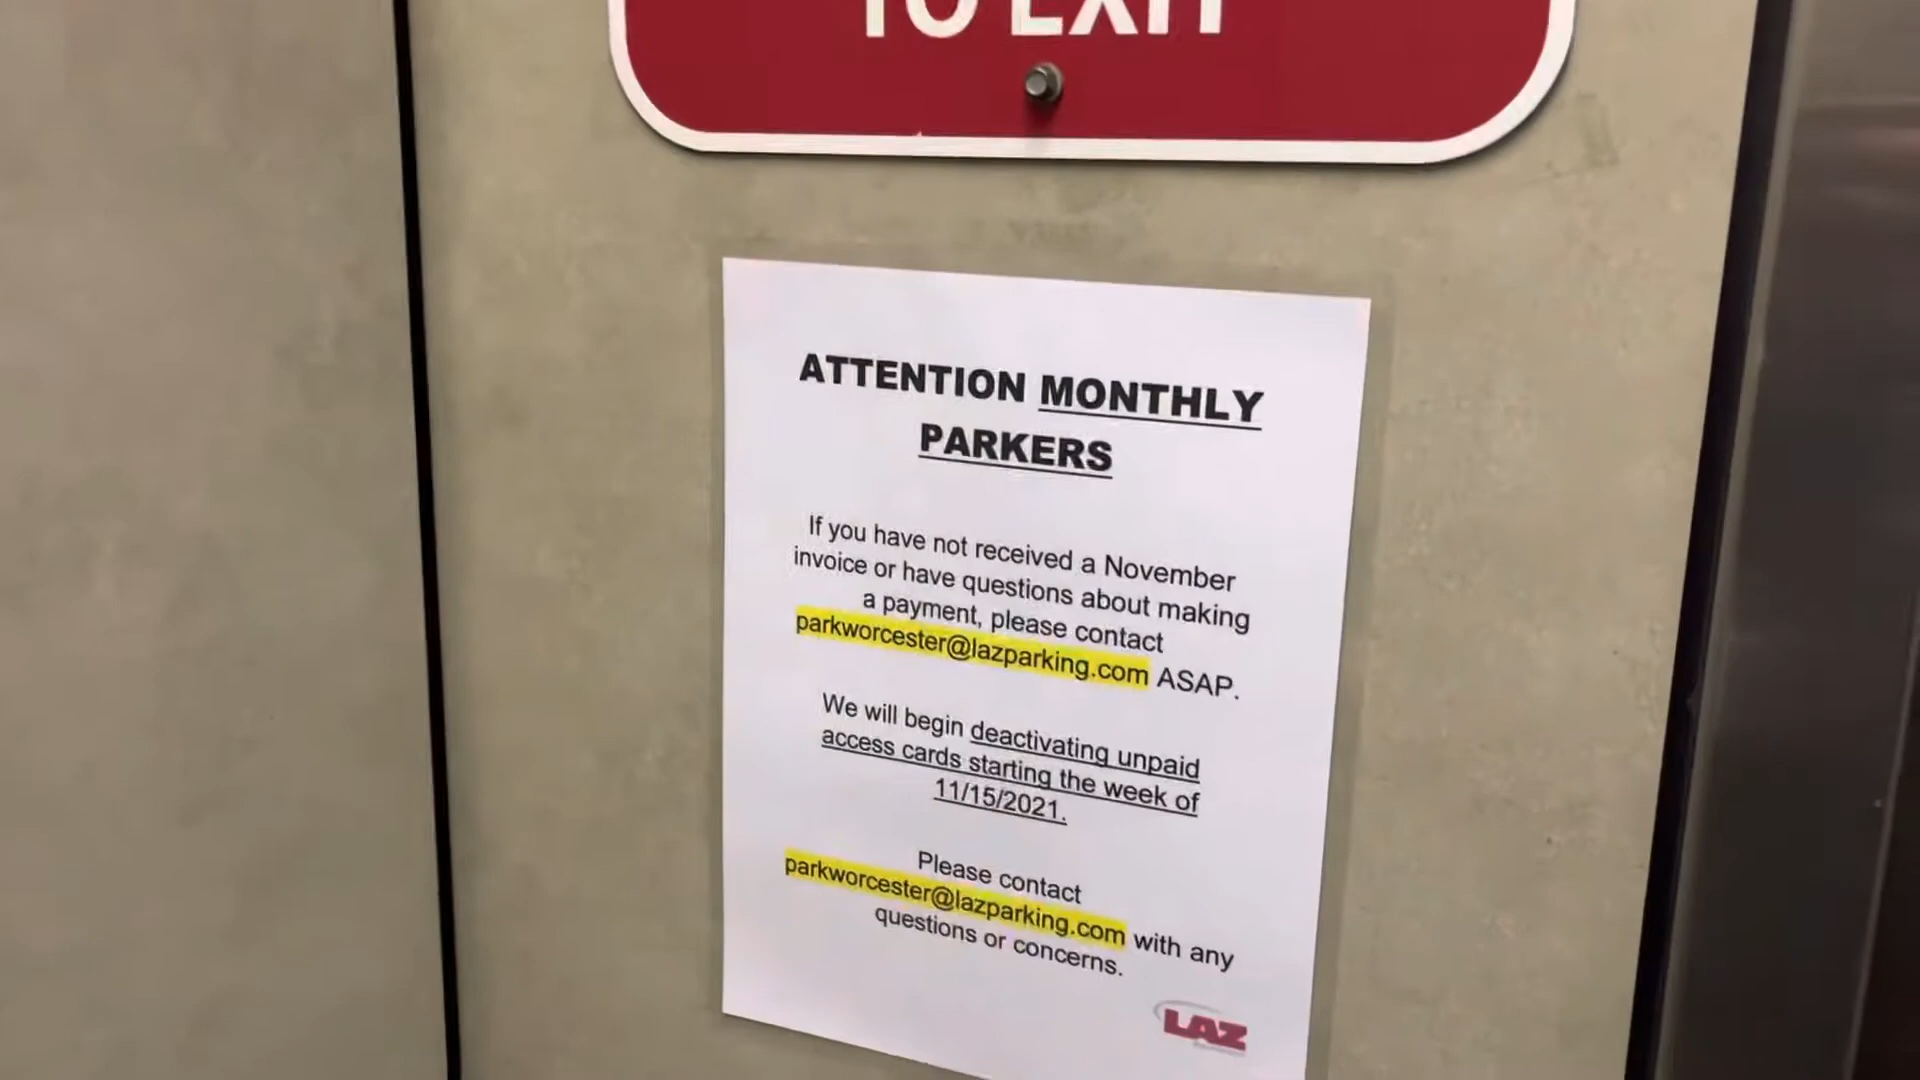 TO EXIT
ATTENTION MONTHLY
PARKERS
If you have not received a November
invoice or have questions about making
a payment, please contact
parkworcester@lazparking.com ASAP.
We will begin deactivating unpaid
access cards starting the week of
11/15/2021.
Please contact
parkworcester@lazparking.com with any
questions or concerns.
LAZ